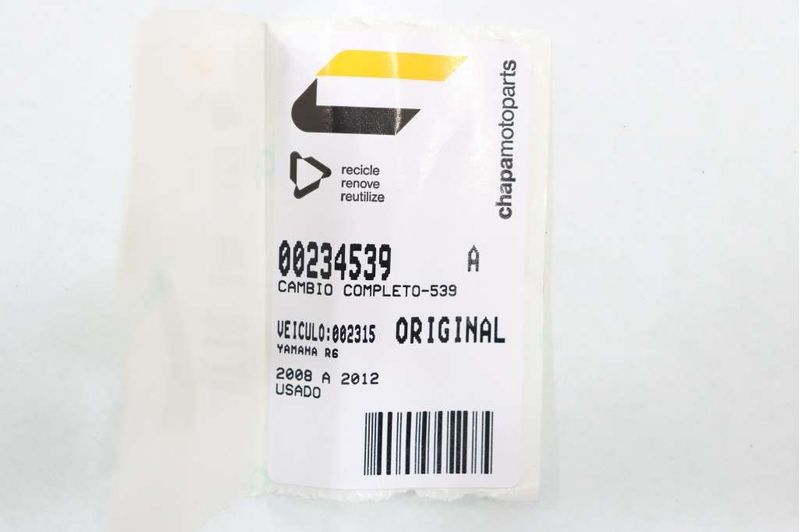 chapamotoparts
recicle
renove
reutilize
00234539 A
CAMBIO COMPLETO-539
VEICULO:002315 ORIGINAL
YAMAHA R6
2008 A 2012
USADO